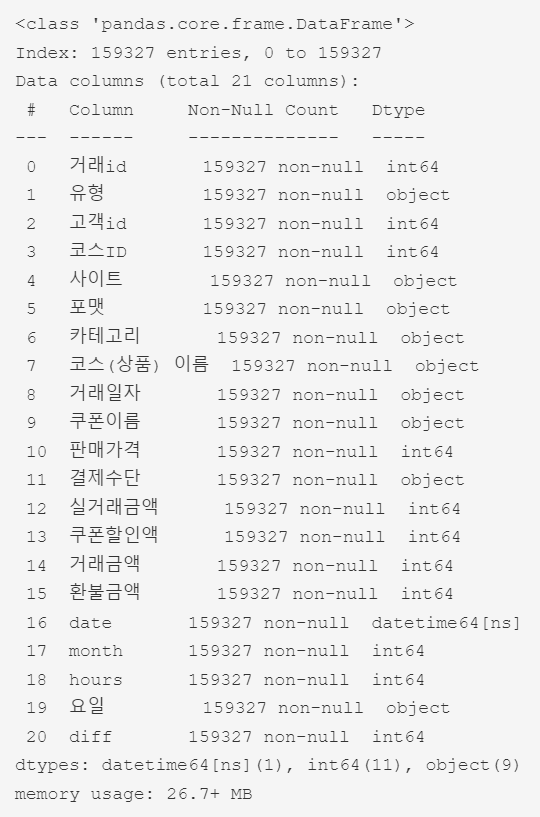 <class 'pandas.core.frame.DataFrame'>
Index: 159327 entries, 0 to 159327
Data columns (total 21 columns):
 #   Column     Non-Null Count   Dtype
---  ------     --------------   -----
 0   거래id       159327 non-null  int64
 1   유형         159327 non-null  object
 2   고객id       159327 non-null  int64
 3   코스ID       159327 non-null  int64
 4   사이트        159327 non-null  object
 5   포맷         159327 non-null  object
 6   카테고리       159327 non-null  object
 7   코스(상품) 이름  159327 non-null  object
 8   거래일자       159327 non-null  object
 9   쿠폰이름       159327 non-null  object
 10  판매가격       159327 non-null  int64
 11  결제수단       159327 non-null  object
 12  실거래금액      159327 non-null  int64
 13  쿠폰할인액      159327 non-null  int64
 14  거래금액       159327 non-null  int64
 15  환불금액       159327 non-null  int64
 16  date       159327 non-null  datetime64[ns]
 17  month      159327 non-null  int64
 18  hours      159327 non-null  int64
 19  요일         159327 non-null  object
 20  diff       159327 non-null  int64
dtypes: datetime64[ns](1), int64(11), object(9)
memory usage: 26.7+ MB